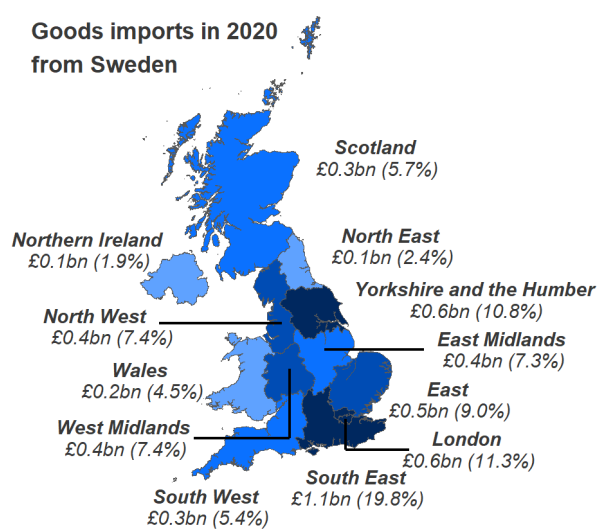 Goods imports in 2020
from Sweden
Scotland
£0.3bn (5.7%)
Northern Ireland
£0.1bn (1.9%)
North East
£0.1bn (2.4%)
Yorkshire and the Humber
£0.6bn (10.8%)
North West
£0.4bn (7.4%)
East Midlands
£0.4bn (7.3%)
Wales
£0.2bn (4.5%)
East
£0.5bn (9.0%)
West Midlands
£0.4bn (7.4%)
London
£0.6bn (11.3%)
South East
£1.1bn (19.8%)
South West
£0.3bn (5.4%)